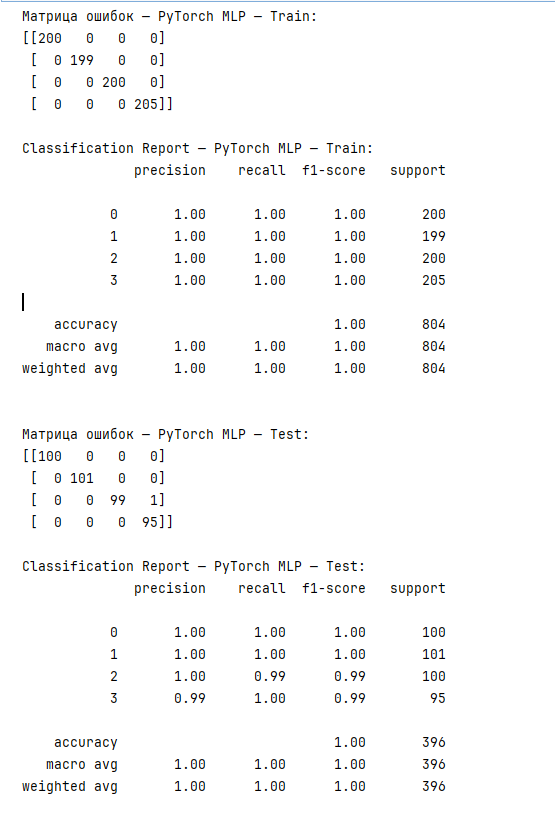 Матрица ошибок — PyTorch MLP — Train:
[[200   0   0   0]
 [  0 199   0   0]
 [  0   0 200   0]
 [  0   0   0 205]]
Classification Report — PyTorch MLP — Train:
              precision    recall  f1-score   support
           0       1.00      1.00      1.00       200
           1       1.00      1.00      1.00       199
           2       1.00      1.00      1.00       200
           3       1.00      1.00      1.00       205
    accuracy                           1.00       804
   macro avg       1.00      1.00      1.00       804
weighted avg       1.00      1.00      1.00       804
Матрица ошибок — PyTorch MLP — Test:
[[100   0   0   0]
 [  0 101   0   0]
 [  0   0  99   1]
 [  0   0   0  95]]
Classification Report — PyTorch MLP — Test:
              precision    recall  f1-score   support
           0       1.00      1.00      1.00       100
           1       1.00      1.00      1.00       101
           2       1.00      0.99      0.99       100
           3       0.99      1.00      0.99        95
    accuracy                           1.00       396
   macro avg       1.00      1.00      1.00       396
weighted avg       1.00      1.00      1.00       396